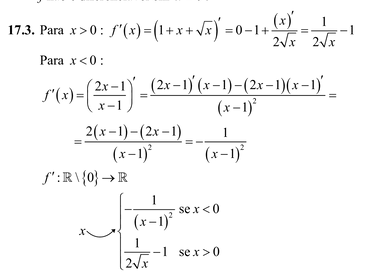 17.3. Para x > 0 : f′(x) = (1 + x + √x)′ = 0 − 1 + (x)′/(2√x) = 1/(2√x) − 1
Para x < 0 :
f′(x) = ((2x − 1)/(x − 1))′ = ((2x − 1)′(x − 1) − (2x − 1)(x − 1)′)/(x − 1)² =
= (2(x − 1) − (2x − 1))/(x − 1)² = − 1/(x − 1)²
f′ : ℝ \ {0} → ℝ
− 1/(x − 1)² se x < 0
x
1/(2√x) − 1 se x > 0